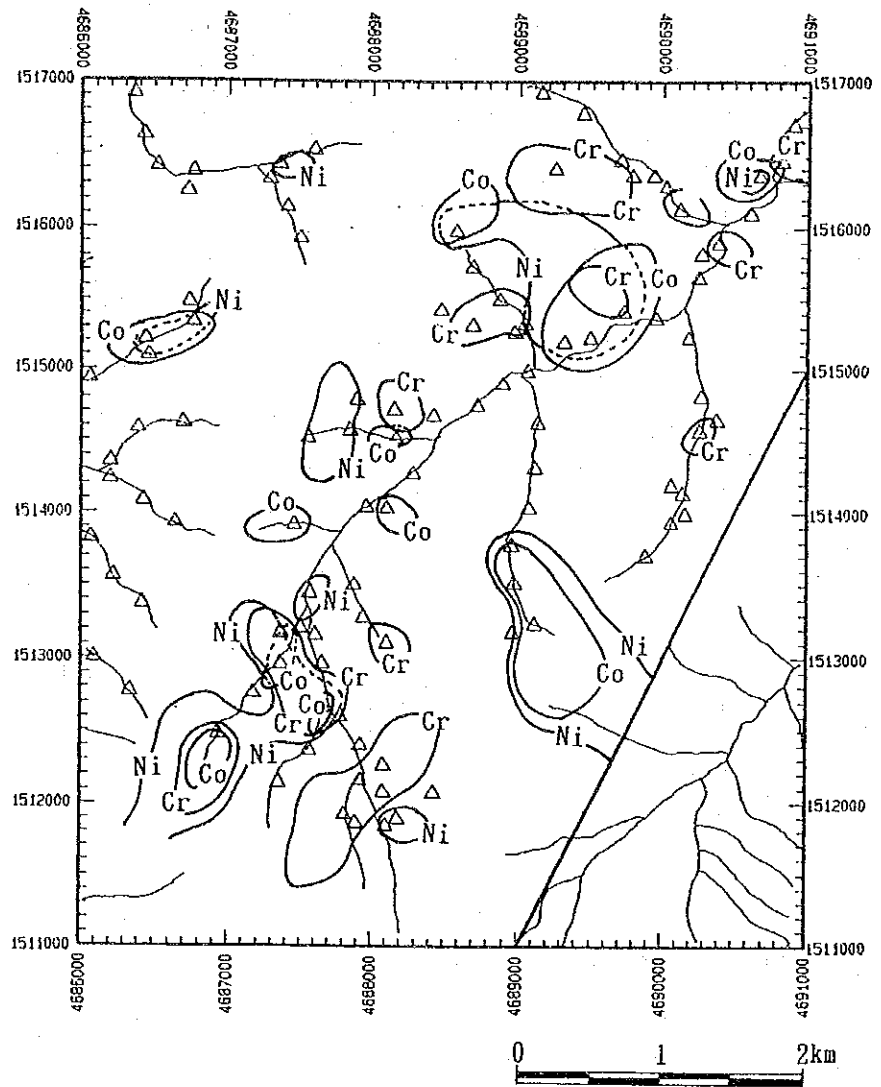 4686000 4687000 4688000 4689000 4690000 4691000
1517000 1517000
Cr
Co Cr
Co Ni
Ni
Cr
1516000 1516000
Ni Cr
Ni Cr Co
Co Cr
1515000 1515000
Cr
Co
Ni Cr
1514000 1514000
Co Co
Ni Ni
1513000 1513000
Cr Ni
Co Cr Co
Co
Cr Cr
Ni Ni Ni
Co
Cr
1512000 1512000
Ni
1511000 1511000
4686000 4687000 4688000 4689000 4690000 4691000
0 1 2km